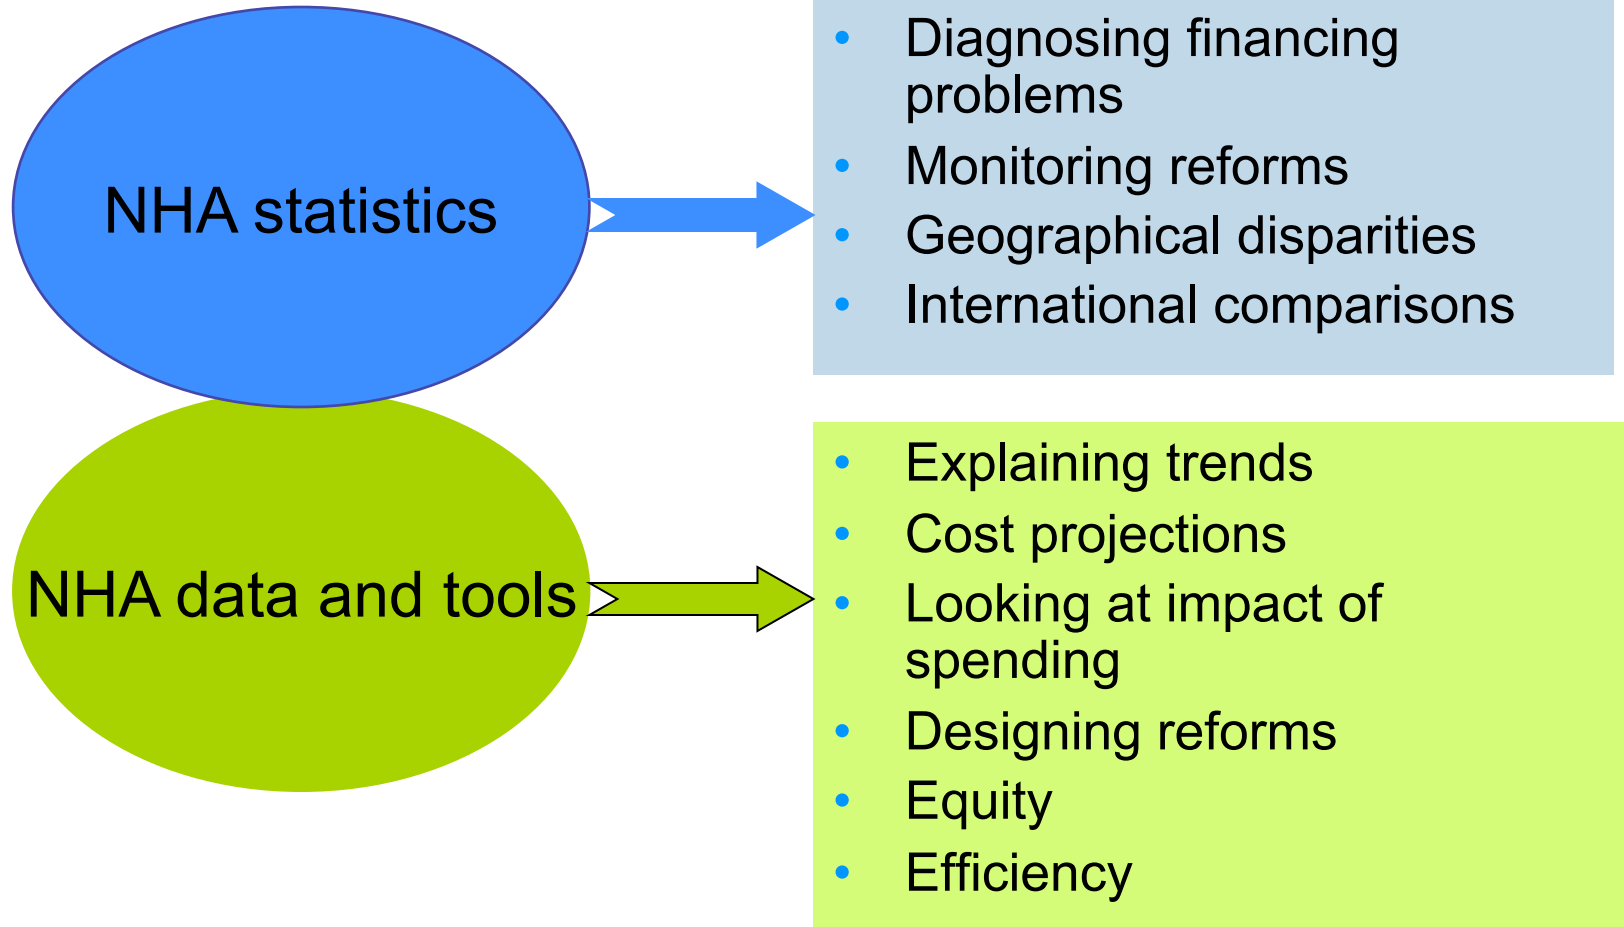 NHA statistics
• Diagnosing financing
problems
• Monitoring reforms
• Geographical disparities
• International comparisons
NHA data and tools
• Explaining trends
• Cost projections
• Looking at impact of
spending
• Designing reforms
• Equity
• Efficiency